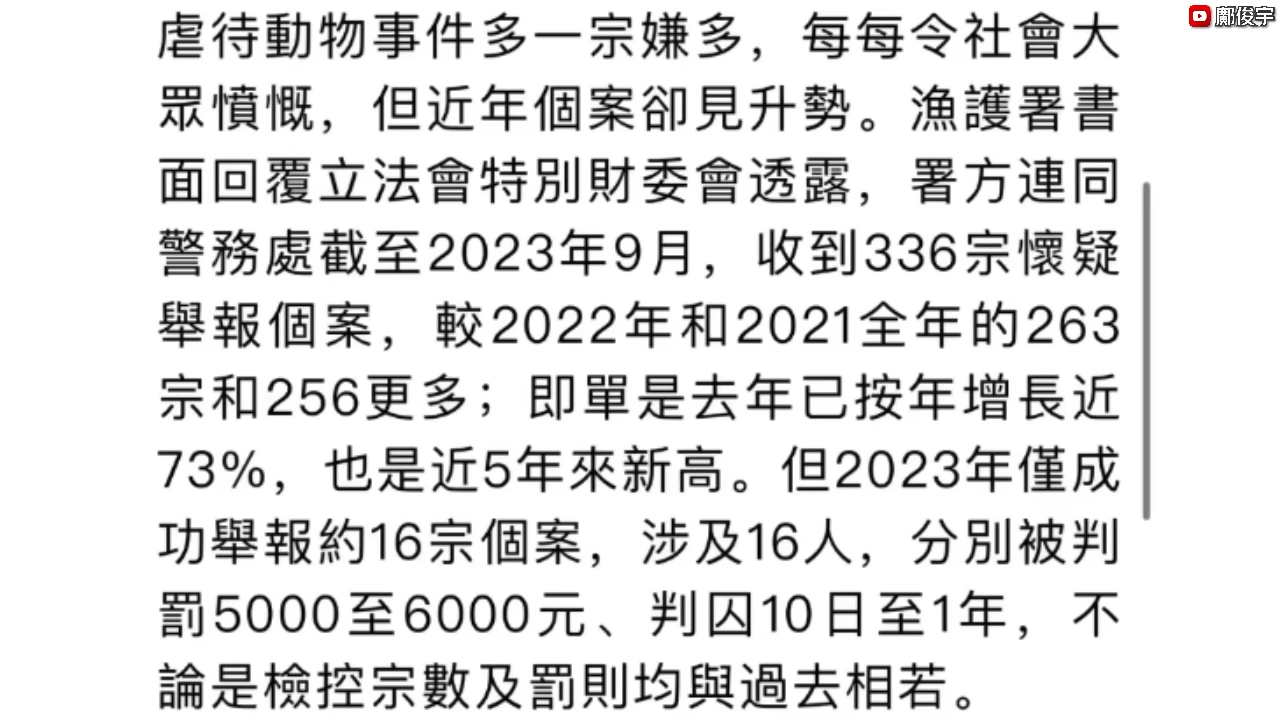 鄺俊宇
虐待動物事件多一宗嫌多，每每令社會大
眾憤慨，但近年個案卻見升勢。漁護署書
面回覆立法會特別財委會透露，署方連同
警務處截至2023年9月，收到336宗懷疑
舉報個案，較2022年和2021全年的263
宗和256更多；即單是去年已按年增長近
73%，也是近5年來新高。但2023年僅成
功舉報約16宗個案，涉及16人，分別被判
罰5000至6000元、判囚10日至1年，不
論是檢控宗數及罰則均與過去相若。